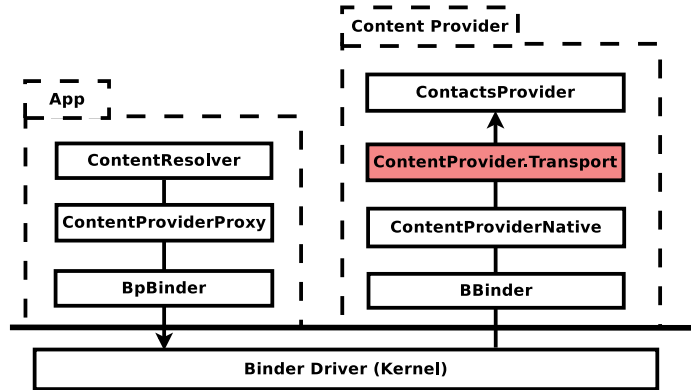 App
ContentResolver
ContentProviderProxy
BpBinder
Content Provider
ContactsProvider
ContentProvider.Transport
ContentProviderNative
BBinder
Binder Driver (Kernel)